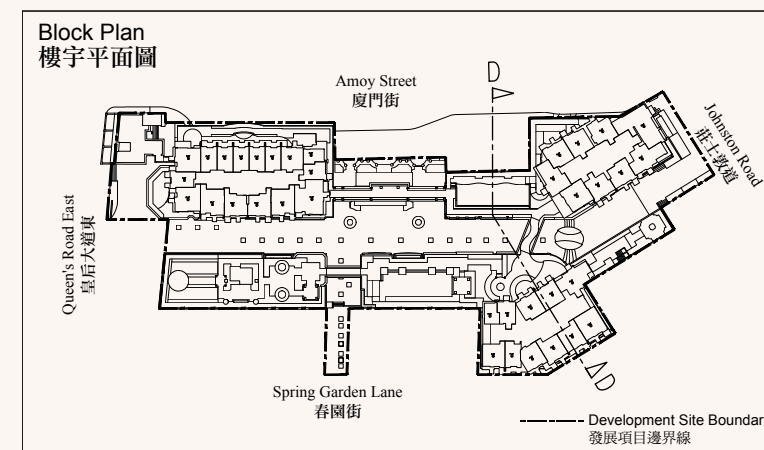 Block Plan
樓宇平面圖
Amoy Street
廈門街
D
Johnston Road
莊士敦道
Queen's Road East
皇后大道東
Spring Garden Lane
春園街
D
Development Site Boundar
發展項目邊界線